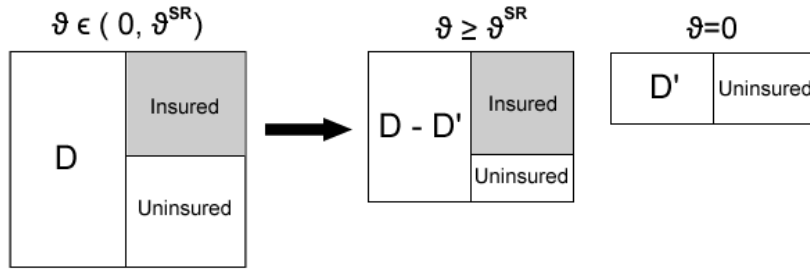 ϑ ϵ ( 0, ϑ^SR)
ϑ ≥ ϑ^SR
ϑ=0
D
Insured
Uninsured
D - D'
Insured
Uninsured
D'
Uninsured